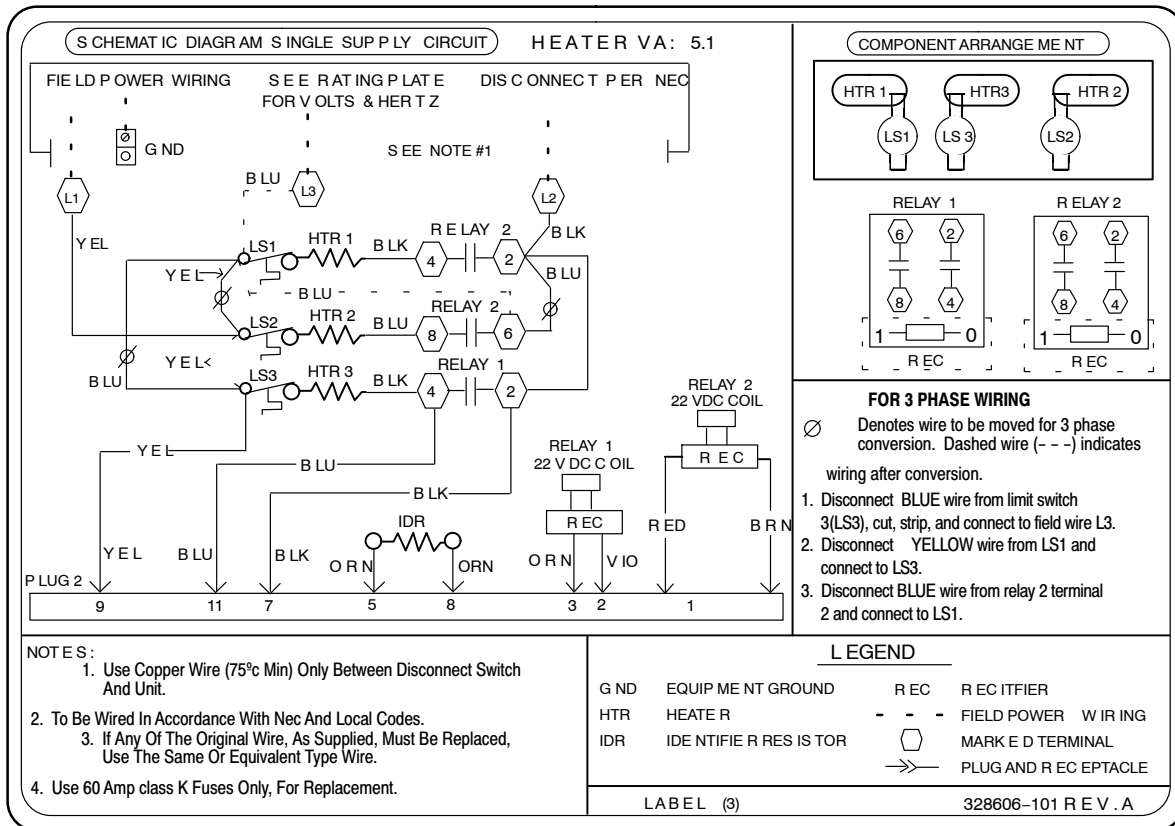 SCHEMATIC DIAGRAM SINGLE SUPPLY CIRCUIT
HEATER VA: 5.1
FIELD POWER WIRING
SEE RATING PLATE
FOR VOLTS & HERTZ
DISCONNECT PER NEC
GND
SEE NOTE #1
BLU
L1
L3
L2
YEL
LS1
HTR 1
BLK
4
RELAY 2
2
BLK
YEL
BLU
BLU
LS2
HTR 2
BLU
8
RELAY 2
6
YEL
BLU
LS3
HTR 3
BLK
4
RELAY 1
2
RELAY 2
22 VDC COIL
REC
YEL
BLU
BLK
RELAY 1
22 VDC COIL
REC
RED
BRN
YEL
BLU
BLK
IDR
ORN
ORN
ORN
VIO
PLUG 2
9
11
7
5
8
3
2
1
COMPONENT ARRANGEMENT
HTR 1
HTR3
HTR 2
LS1
LS 3
LS2
RELAY 1
6
2
8
4
1
0
REC
RELAY 2
6
2
8
4
1
0
REC
FOR 3 PHASE WIRING
Ø Denotes wire to be moved for 3 phase
conversion. Dashed wire (– – –) indicates
wiring after conversion.
1. Disconnect BLUE wire from limit switch
3(LS3), cut, strip, and connect to field wire L3.
2. Disconnect YELLOW wire from LS1 and
connect to LS3.
3. Disconnect BLUE wire from relay 2 terminal
2 and connect to LS1.
NOTES:
1. Use Copper Wire (75ºc Min) Only Between Disconnect Switch
And Unit.
2. To Be Wired In Accordance With Nec And Local Codes.
3. If Any Of The Original Wire, As Supplied, Must Be Replaced,
Use The Same Or Equivalent Type Wire.
4. Use 60 Amp class K Fuses Only, For Replacement.
LEGEND
GND EQUIPMENT GROUND
HTR HEATER
IDR IDENTIFIER RESISTOR
REC RECITFIER
- - - FIELD POWER WIRING
MARKED TERMINAL
PLUG AND RECEPTACLE
LABEL (3)
328606–101 REV. A